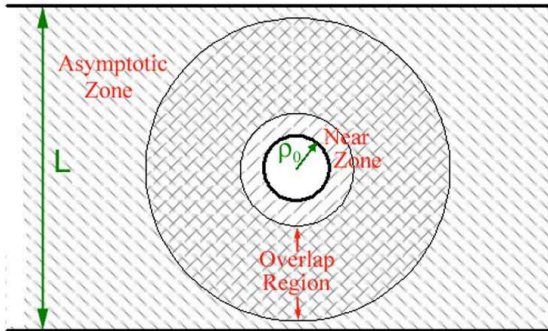 Asymptotic
Zone
L
ρ₀
Near
Zone
Overlap
Region